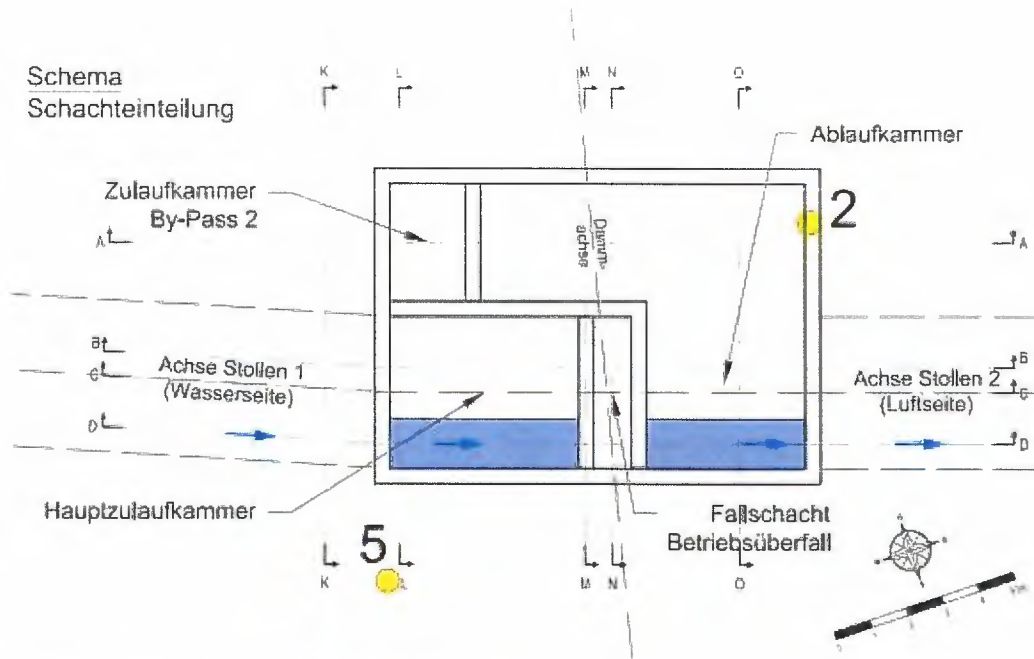 Schema
Schachteinteilung
K
L
M
N
O
Ablaufkammer
Zulaufkammer
By-Pass 2
2
A
A
Damm-
achse
B
Achse Stollen 1
(Wasserseite)
C
D
B
Achse Stollen 2
(Luftseite)
C
D
Hauptzulaufkammer
Fallschacht
Betriebsüberfall
5
K
L
M
N
O